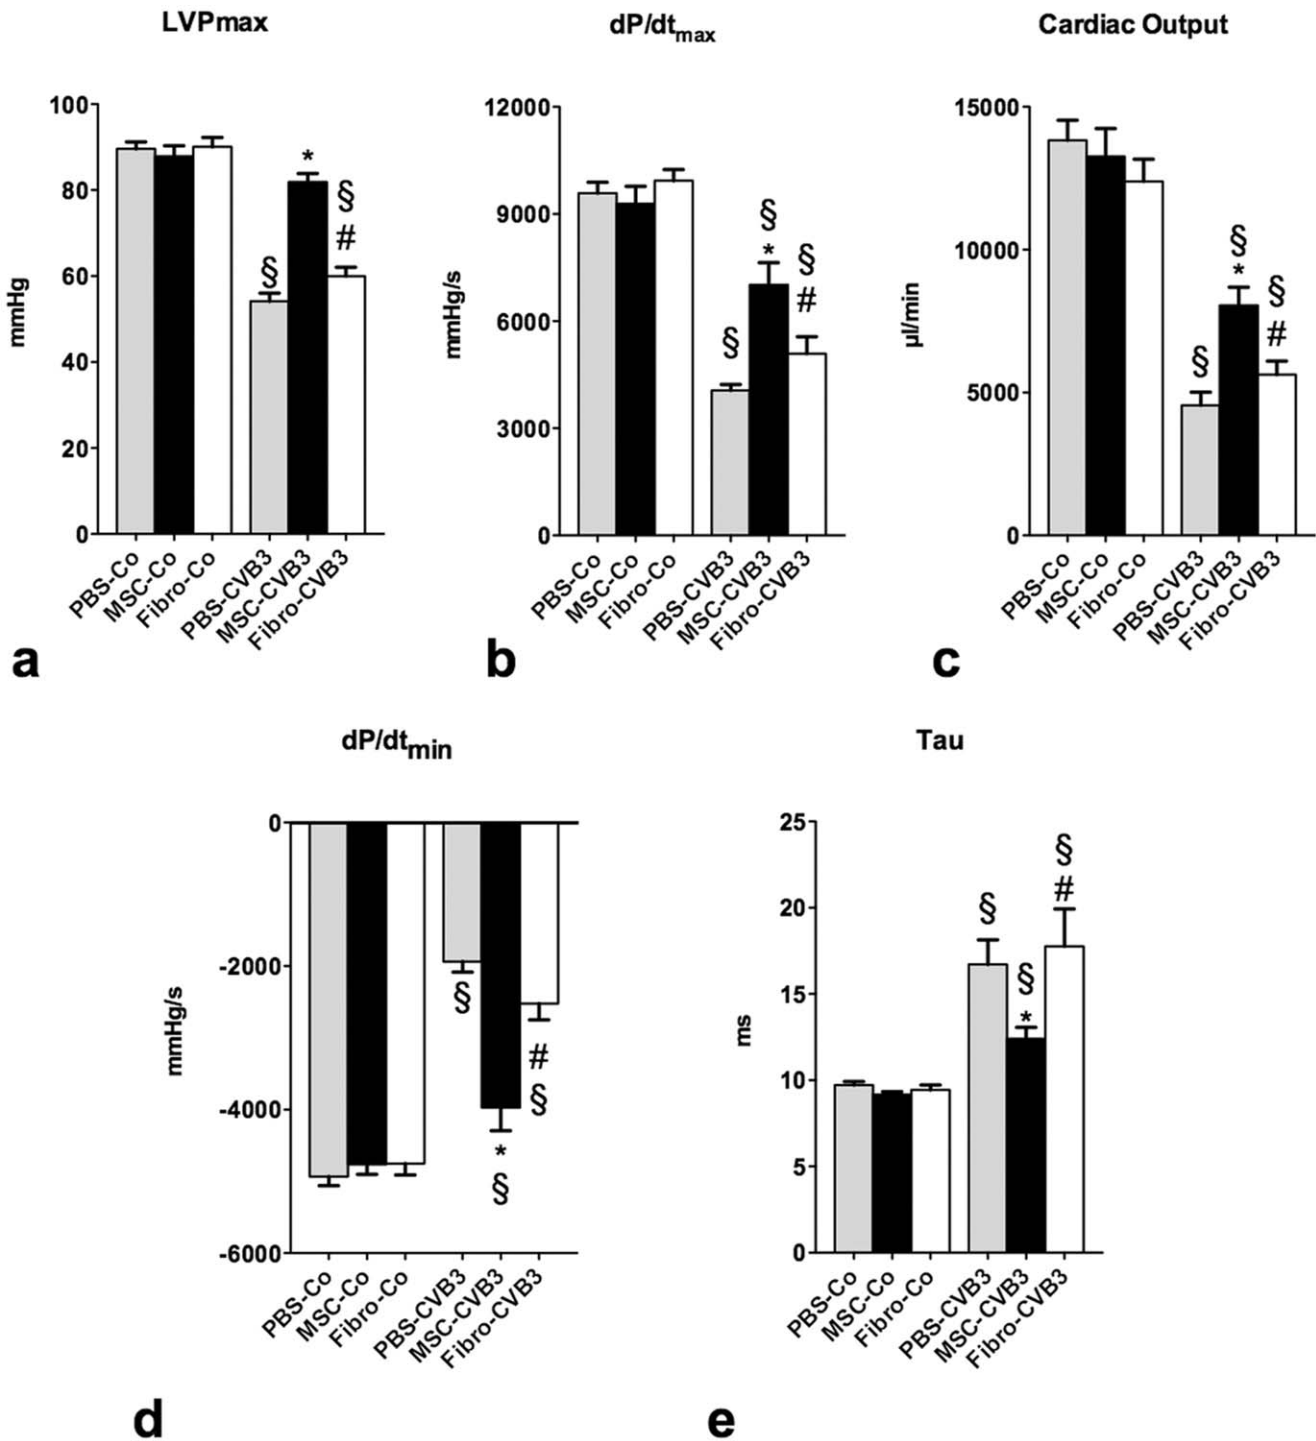 LVPmax
100
80
60
40
20
0
mmHg
*
§
#
§
PBS-Co
MSC-Co
Fibro-Co
PBS-CVB3
MSC-CVB3
Fibro-CVB3
a
dP/dtmax
12000
9000
6000
3000
0
mmHg/s
§
*
§
#
§
PBS-Co
MSC-Co
Fibro-Co
PBS-CVB3
MSC-CVB3
Fibro-CVB3
b
Cardiac Output
15000
10000
5000
0
µl/min
§
*
§
#
§
PBS-Co
MSC-Co
Fibro-Co
PBS-CVB3
MSC-CVB3
Fibro-CVB3
c
dP/dtmin
0
-2000
-4000
-6000
mmHg/s
§
#
§
*
§
PBS-Co
MSC-Co
Fibro-Co
PBS-CVB3
MSC-CVB3
Fibro-CVB3
d
Tau
25
20
15
10
5
0
ms
§
#
§
§
*
PBS-Co
MSC-Co
Fibro-Co
PBS-CVB3
MSC-CVB3
Fibro-CVB3
e